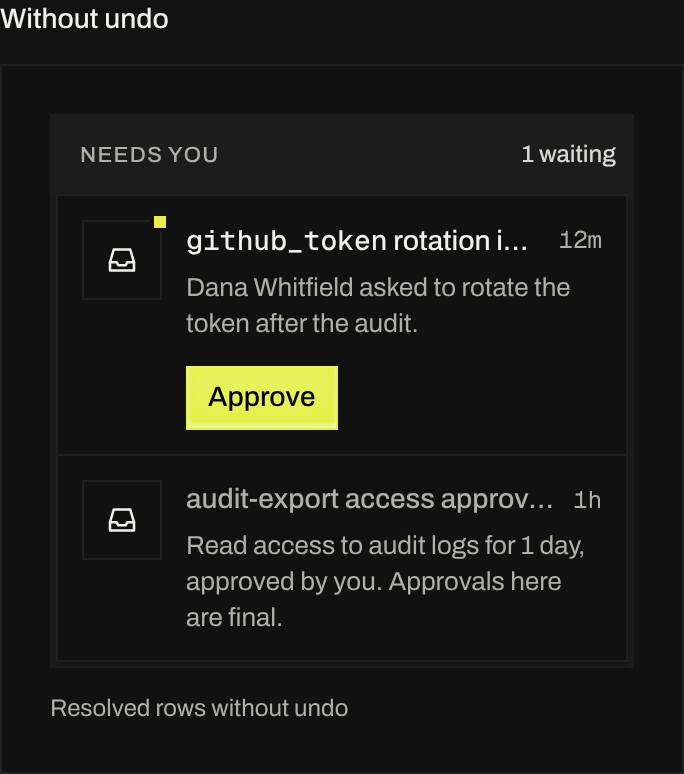 Without undo
NEEDS YOU
1 waiting
github_token rotation i...
12m
Dana Whitfield asked to rotate the
token after the audit.
Approve
audit-export access approv...
1h
Read access to audit logs for 1 day,
approved by you. Approvals here
are final.
Resolved rows without undo